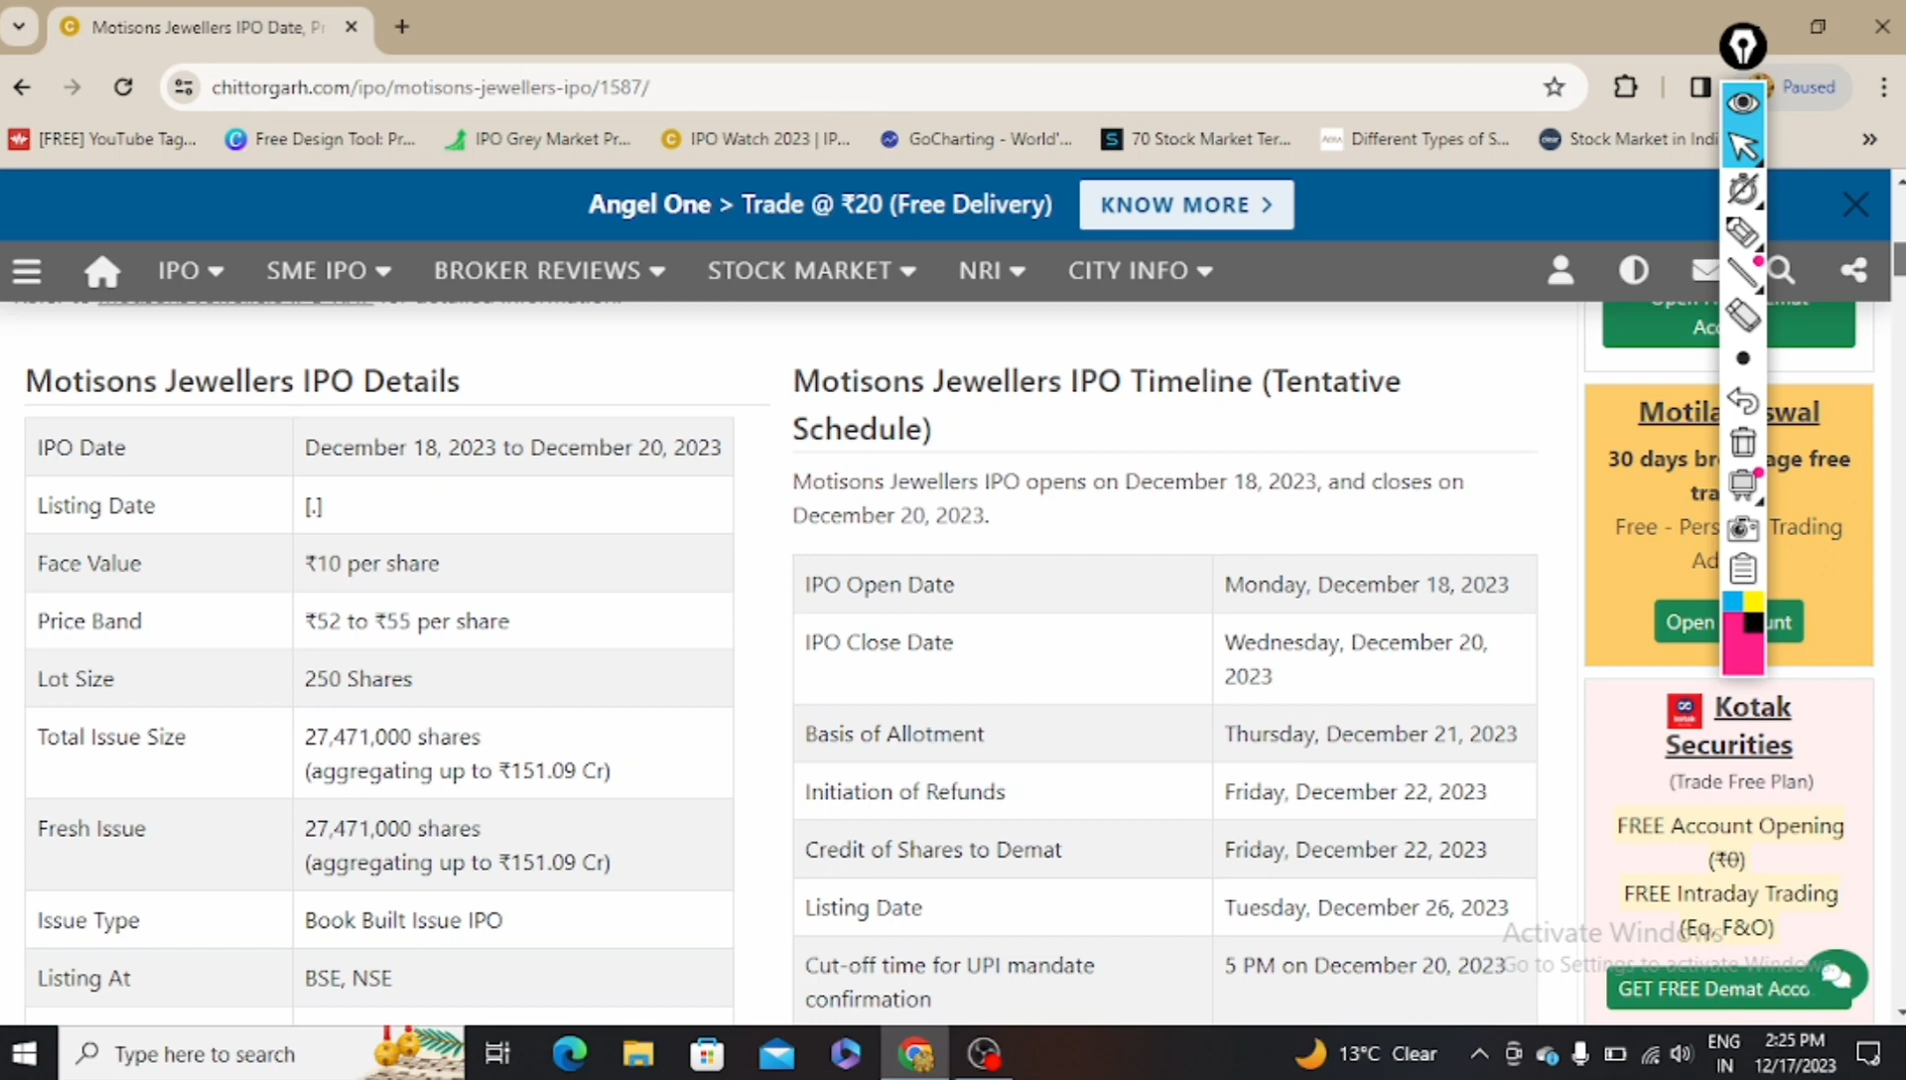 Motisons Jewellers IPO Date, Pr
chittorgarh.com/ipo/motisons-jewellers-ipo/1587/
Paused
[FREE] YouTube Tag...
Free Design Tool: Pr...
IPO Grey Market Pr...
IPO Watch 2023 | IP...
GoCharting - World'...
70 Stock Market Ter...
Different Types of S...
Stock Market in Indi
Angel One > Trade @ ₹20 (Free Delivery)
KNOW MORE >
IPO
SME IPO
BROKER REVIEWS
STOCK MARKET
NRI
CITY INFO
for detailed information.
Motisons Jewellers IPO Details
IPO Date December 18, 2023 to December 20, 2023
Listing Date [.]
Face Value ₹10 per share
Price Band ₹52 to ₹55 per share
Lot Size 250 Shares
Total Issue Size 27,471,000 shares
(aggregating up to ₹151.09 Cr)
Fresh Issue 27,471,000 shares
(aggregating up to ₹151.09 Cr)
Issue Type Book Built Issue IPO
Listing At BSE, NSE
Motisons Jewellers IPO Timeline (Tentative
Schedule)
Motisons Jewellers IPO opens on December 18, 2023, and closes on
December 20, 2023.
IPO Open Date Monday, December 18, 2023
IPO Close Date Wednesday, December 20,
2023
Basis of Allotment Thursday, December 21, 2023
Initiation of Refunds Friday, December 22, 2023
Credit of Shares to Demat Friday, December 22, 2023
Listing Date Tuesday, December 26, 2023
Cut-off time for UPI mandate 5 PM on December 20, 2023
confirmation
30 days
free
Free -
Trading
Open
kotak
Kotak
Securities
(Trade Free Plan)
FREE Account Opening
(₹0)
FREE Intraday Trading
(Eq, F&O)
GET FREE Demat Acco
Activate Windows
Go to Settings to activate Windows.
Type here to search
13°C Clear
ENG
IN
2:25 PM
12/17/2023